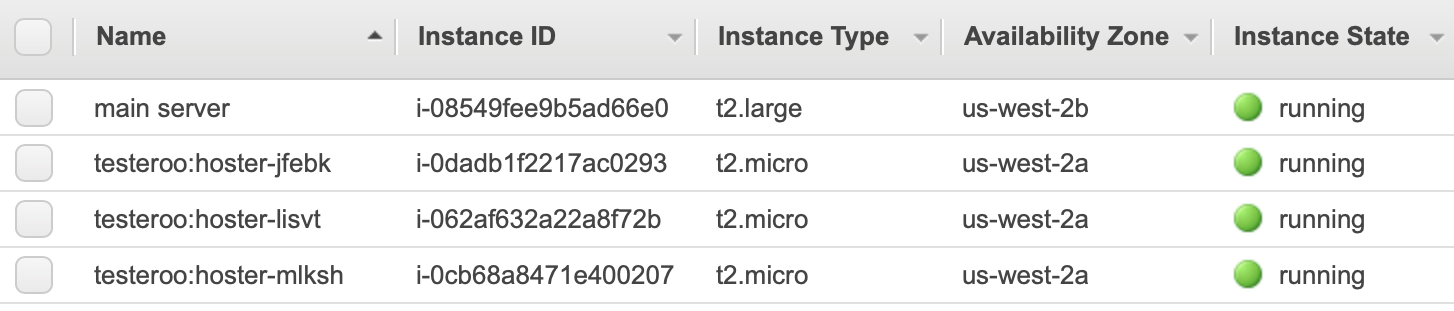 Name Instance ID Instance Type Availability Zone Instance State
main server i-08549fee9b5ad66e0 t2.large us-west-2b running
testeroo:hoster-jfebk i-0dadb1f2217ac0293 t2.micro us-west-2a running
testeroo:hoster-lisvt i-062af632a22a8f72b t2.micro us-west-2a running
testeroo:hoster-mlksh i-0cb68a8471e400207 t2.micro us-west-2a running